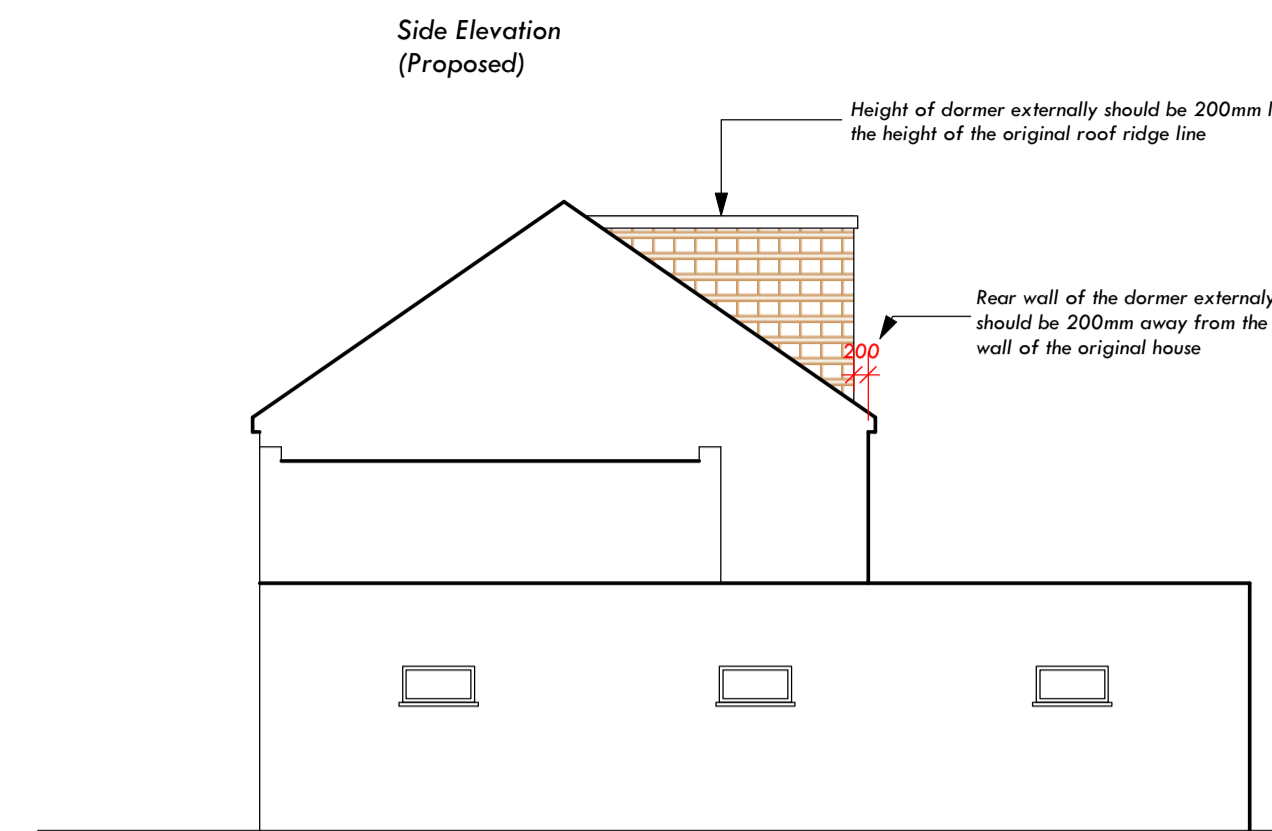 Side Elevation
(Proposed)
Height of dormer externally should be 200mm
the height of the original roof ridge line
Rear wall of the dormer externaly
should be 200mm away from the
wall of the original house
200